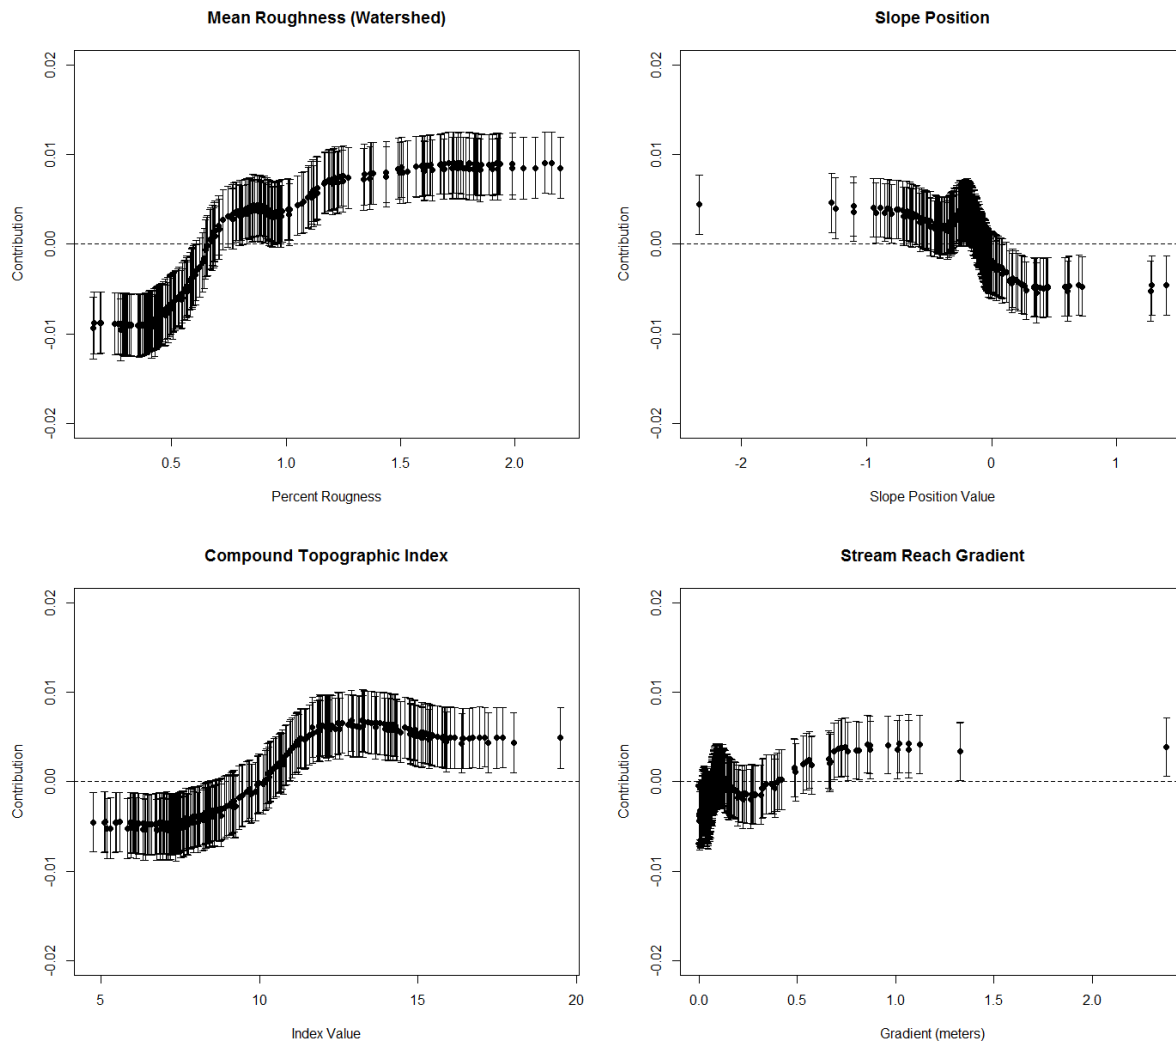 Mean Roughness (Watershed)
Contribution
0.02
0.01
0.00
-0.01
-0.02
0.5 1.0 1.5 2.0
Percent Rougness
Slope Position
Contribution
0.02
0.01
0.00
-0.01
-0.02
-2 -1 0 1
Slope Position Value
Compound Topographic Index
Contribution
0.02
0.01
0.00
-0.01
-0.02
5 10 15 20
Index Value
Stream Reach Gradient
Contribution
0.02
0.01
0.00
-0.01
-0.02
0.0 0.5 1.0 1.5 2.0
Gradient (meters)